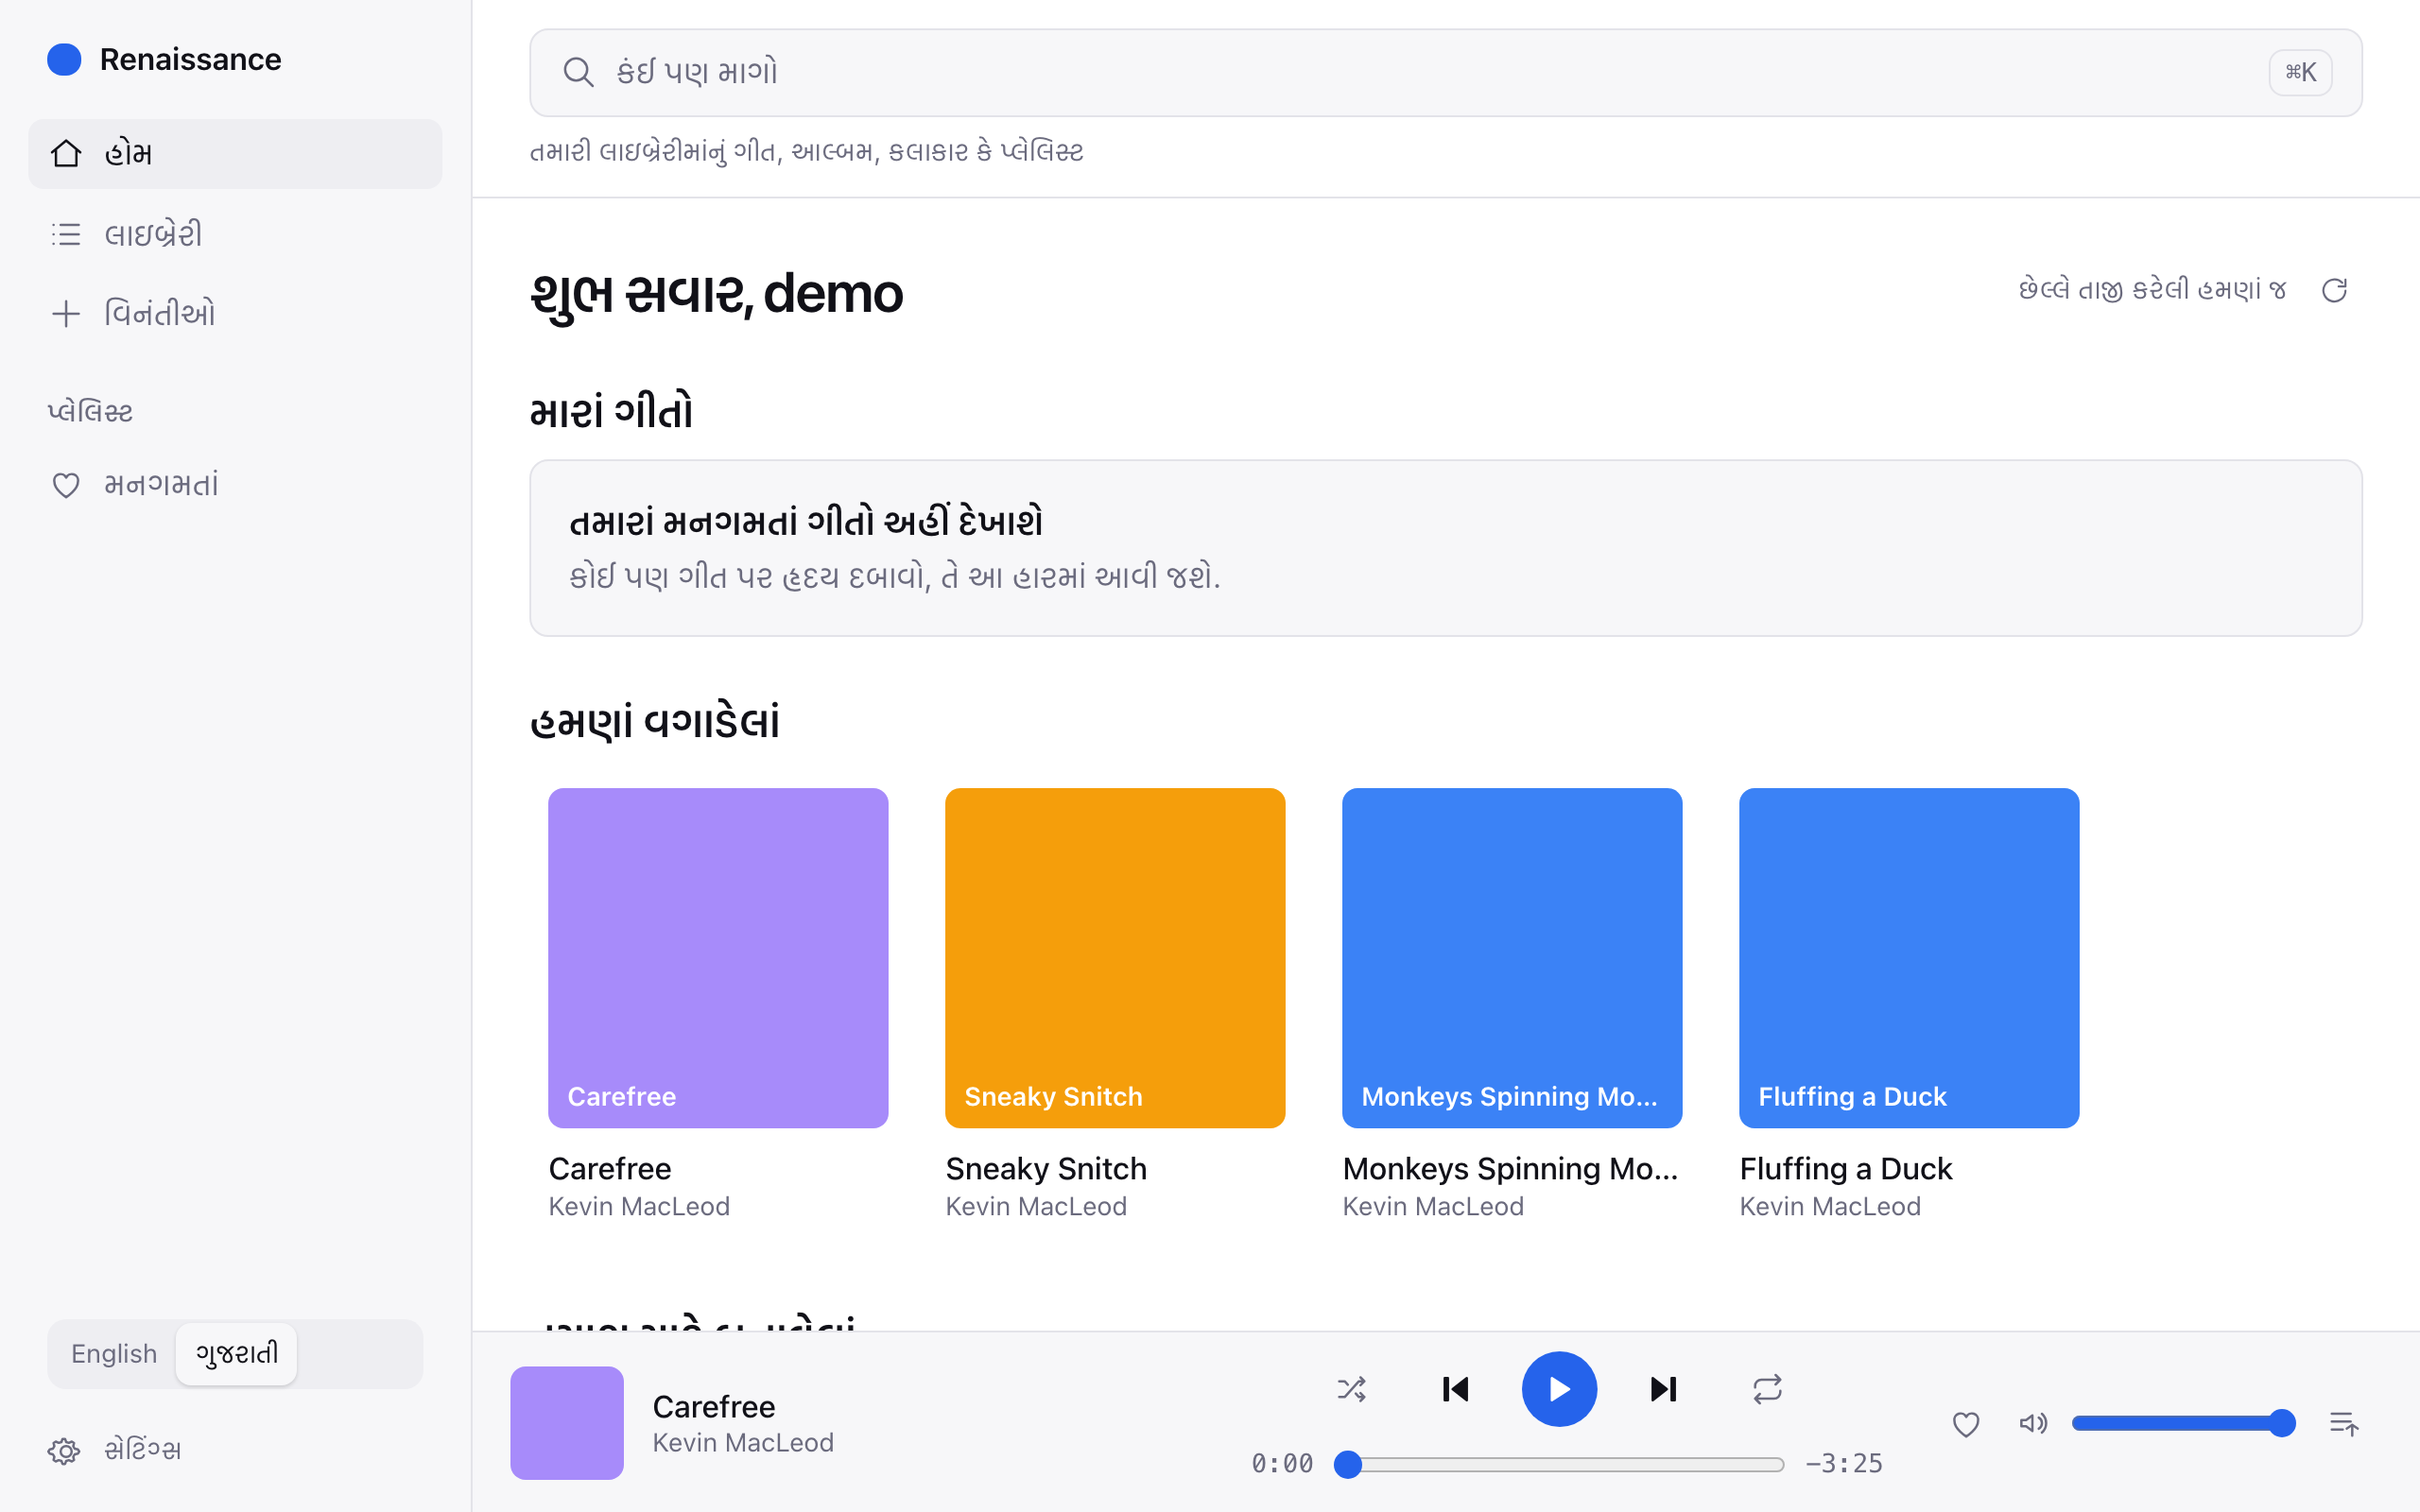 Renaissance
હોમ
લાઇબ્રેરી
વિનંતીઓ
પ્લેલિસ્ટ
મનગમતાં
English ગુજરાતી
સેટિંગ્સ
કંઈ પણ માગો ⌘K
તમારી લાઇબ્રેરીમાંનું ગીત, આલ્બમ, કલાકાર કે પ્લેલિસ્ટ
શુભ સવાર, demo
છેલ્લે તાજી કરેલી હમણાં જ
મારાં ગીતો
તમારાં મનગમતાં ગીતો અહીં દેખાશે
કોઈ પણ ગીત પર હૃદય દબાવો, તે આ હારમાં આવી જશે.
હમણાં વગાડેલાં
Carefree Sneaky Snitch Monkeys Spinning Mo... Fluffing a Duck
Carefree Sneaky Snitch Monkeys Spinning Mo... Fluffing a Duck
Kevin MacLeod Kevin MacLeod Kevin MacLeod Kevin MacLeod
Carefree
Kevin MacLeod
0:00 −3:25